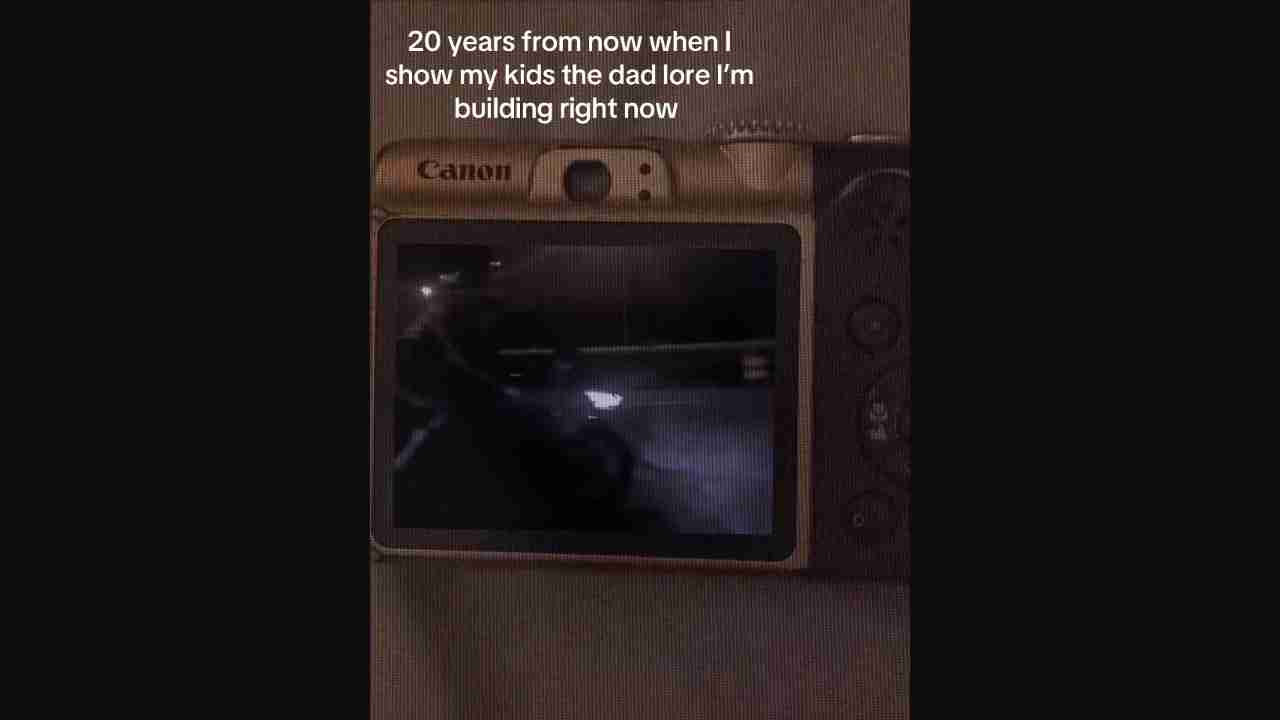 20 years from now when I
show my kids the dad lore I’m
building right now
Canon